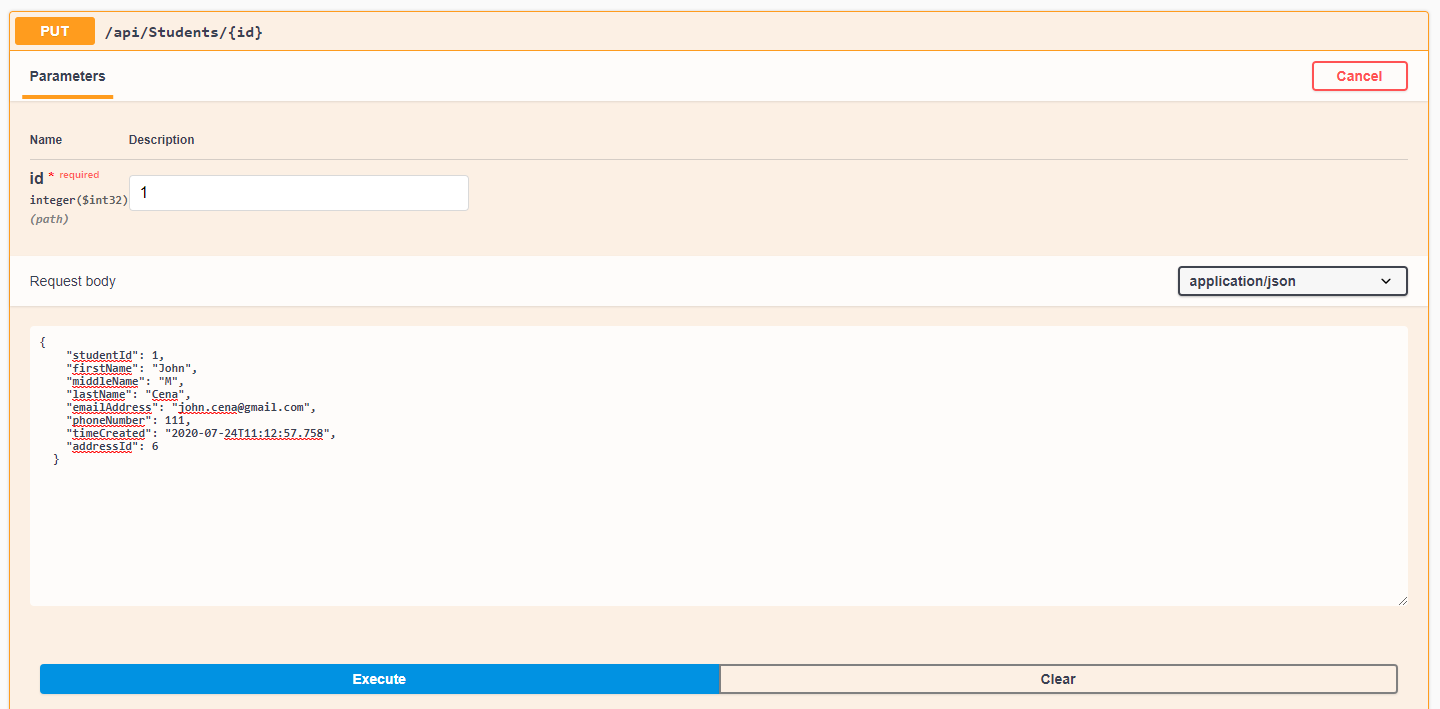 PUT /api/Students/{id}
Parameters Cancel
Name Description
id * required
integer($int32)
(path)
1
Request body application/json
{
"studentId": 1,
"firstName": "John",
"middleName": "M",
"lastName": "Cena",
"emailAddress": "john.cena@gmail.com",
"phoneNumber": 111,
"timeCreated": "2020-07-24T11:12:57.758",
"addressId": 6
}
Execute Clear